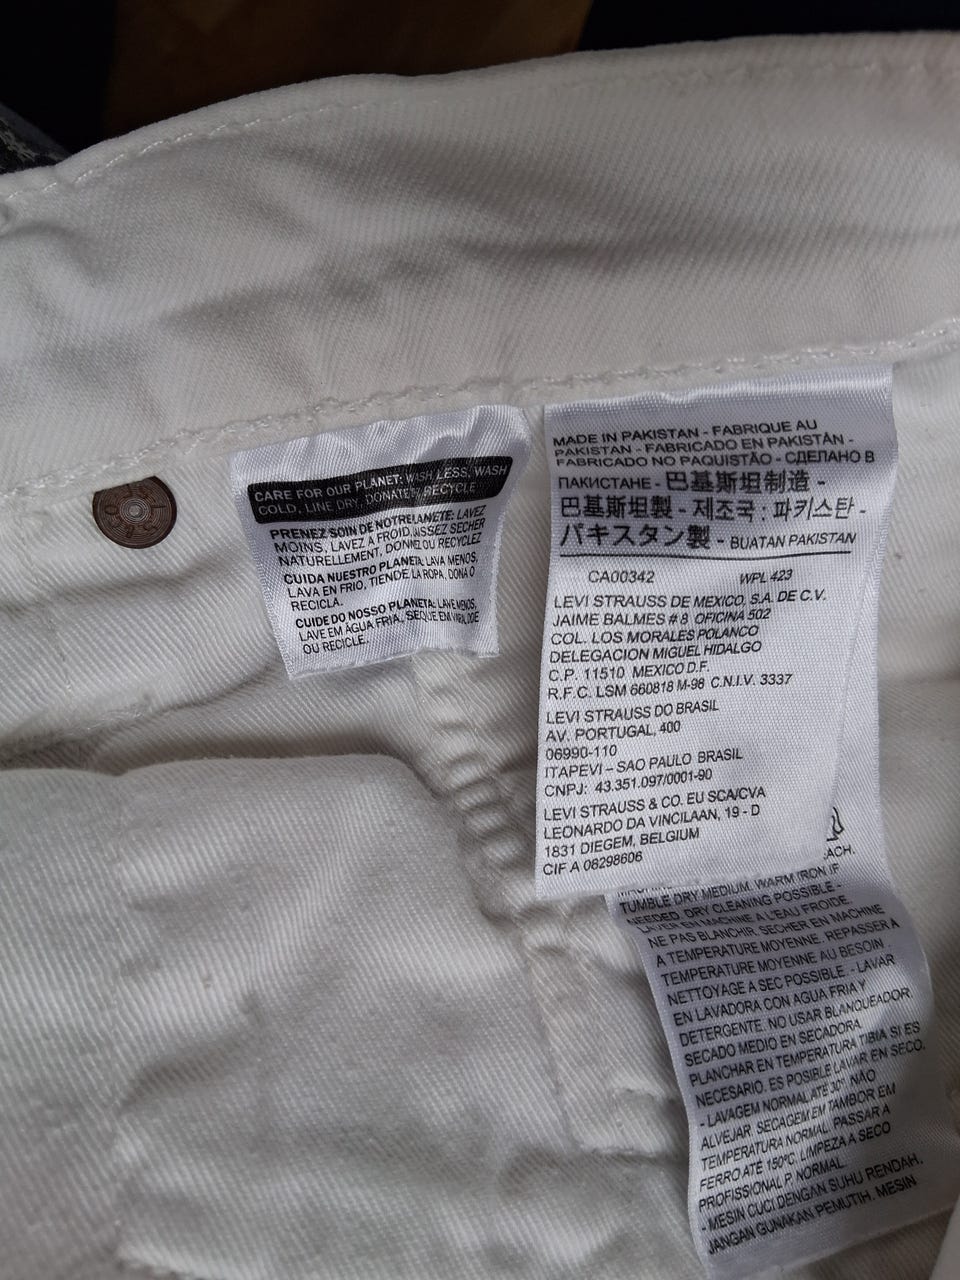 CARE FOR OUR PLANET: WASH LESS, WASH
COLD, LINE DRY, DONATE RECYCLE
PRENEZ SOIN DE NOTRE LANETE: LAVEZ
MOINS, LAVEZ A FROID, AISSEZ SECHER
NATURELLEMENT, DONNEZ OU RECYCLEZ
CUIDA NUESTRO PLANETA: LAVA MENOS,
LAVA EN FRIO, TIENDE LA ROPA, DONA O
RECICLA.
CUIDE DO NOSSO PLANETA: LAVE MENOS,
LAVE EM ÁGUA FRIA, SEQUE EM DOE
OU RECICLE.
MADE IN PAKISTAN - FABRIQUE AU
PAKISTAN - FABRICADO EN PAKISTÁN -
FABRICADO NO PAQUISTÃO - СДЕЛАНО В
ПАКИСТАНЕ - 巴基斯坦制造 -
巴基斯坦製 - 제조국 : 파키스탄 -
パキスタン製 - BUATAN PAKISTAN
CA00342 WPL 423
LEVI STRAUSS DE MEXICO, S.A. DE C.V.
JAIME BALMES # 8 OFICINA 502
COL. LOS MORALES POLANCO
DELEGACION MIGUEL HIDALGO
C.P. 11510 MEXICO D.F.
R.F.C. LSM 660818 M-98 C.N.I.V. 3337
LEVI STRAUSS DO BRASIL
AV. PORTUGAL, 400
06990-110
ITAPEVI – SAO PAULO BRASIL
CNPJ: 43.351.097/0001-90
LEVI STRAUSS & CO. EU SCA/CVA
LEONARDO DA VINCILAAN, 19 - D
1831 DIEGEM, BELGIUM
CIF A 08298606
ACH.
TUMBLE DRY MEDIUM. WARM IRON IF
NEEDED. DRY CLEANING POSSIBLE. -
LAVER EN MACHINE A L'EAU FROIDE.
NE PAS BLANCHIR. SECHER EN MACHINE
A TEMPERATURE MOYENNE. REPASSER A
TEMPERATURE MOYENNE AU BESOIN.
NETTOYAGE A SEC POSSIBLE. - LAVAR
EN LAVADORA CON AGUA FRIA Y
DETERGENTE. NO USAR BLANQUEADOR.
SECADO MEDIO EN SECADORA.
PLANCHAR EN TEMPERATURA TIBIA SI ES
NECESARIO. ES POSIBLE LAVAR EN SECO.
- LAVAGEM NORMAL ATÉ 30º. NÃO
ALVEJAR. SECAGEM EM TAMBOR EM
TEMPERATURA NORMAL. PASSAR A
FERRO ATÉ 150ºC. LIMPEZA A SECO
PROFISSIONAL P, NORMAL.
- MESIN CUCI DENGAN SUHU RENDAH.
JANGAN GUNAKAN PEMUTIH. MESIN